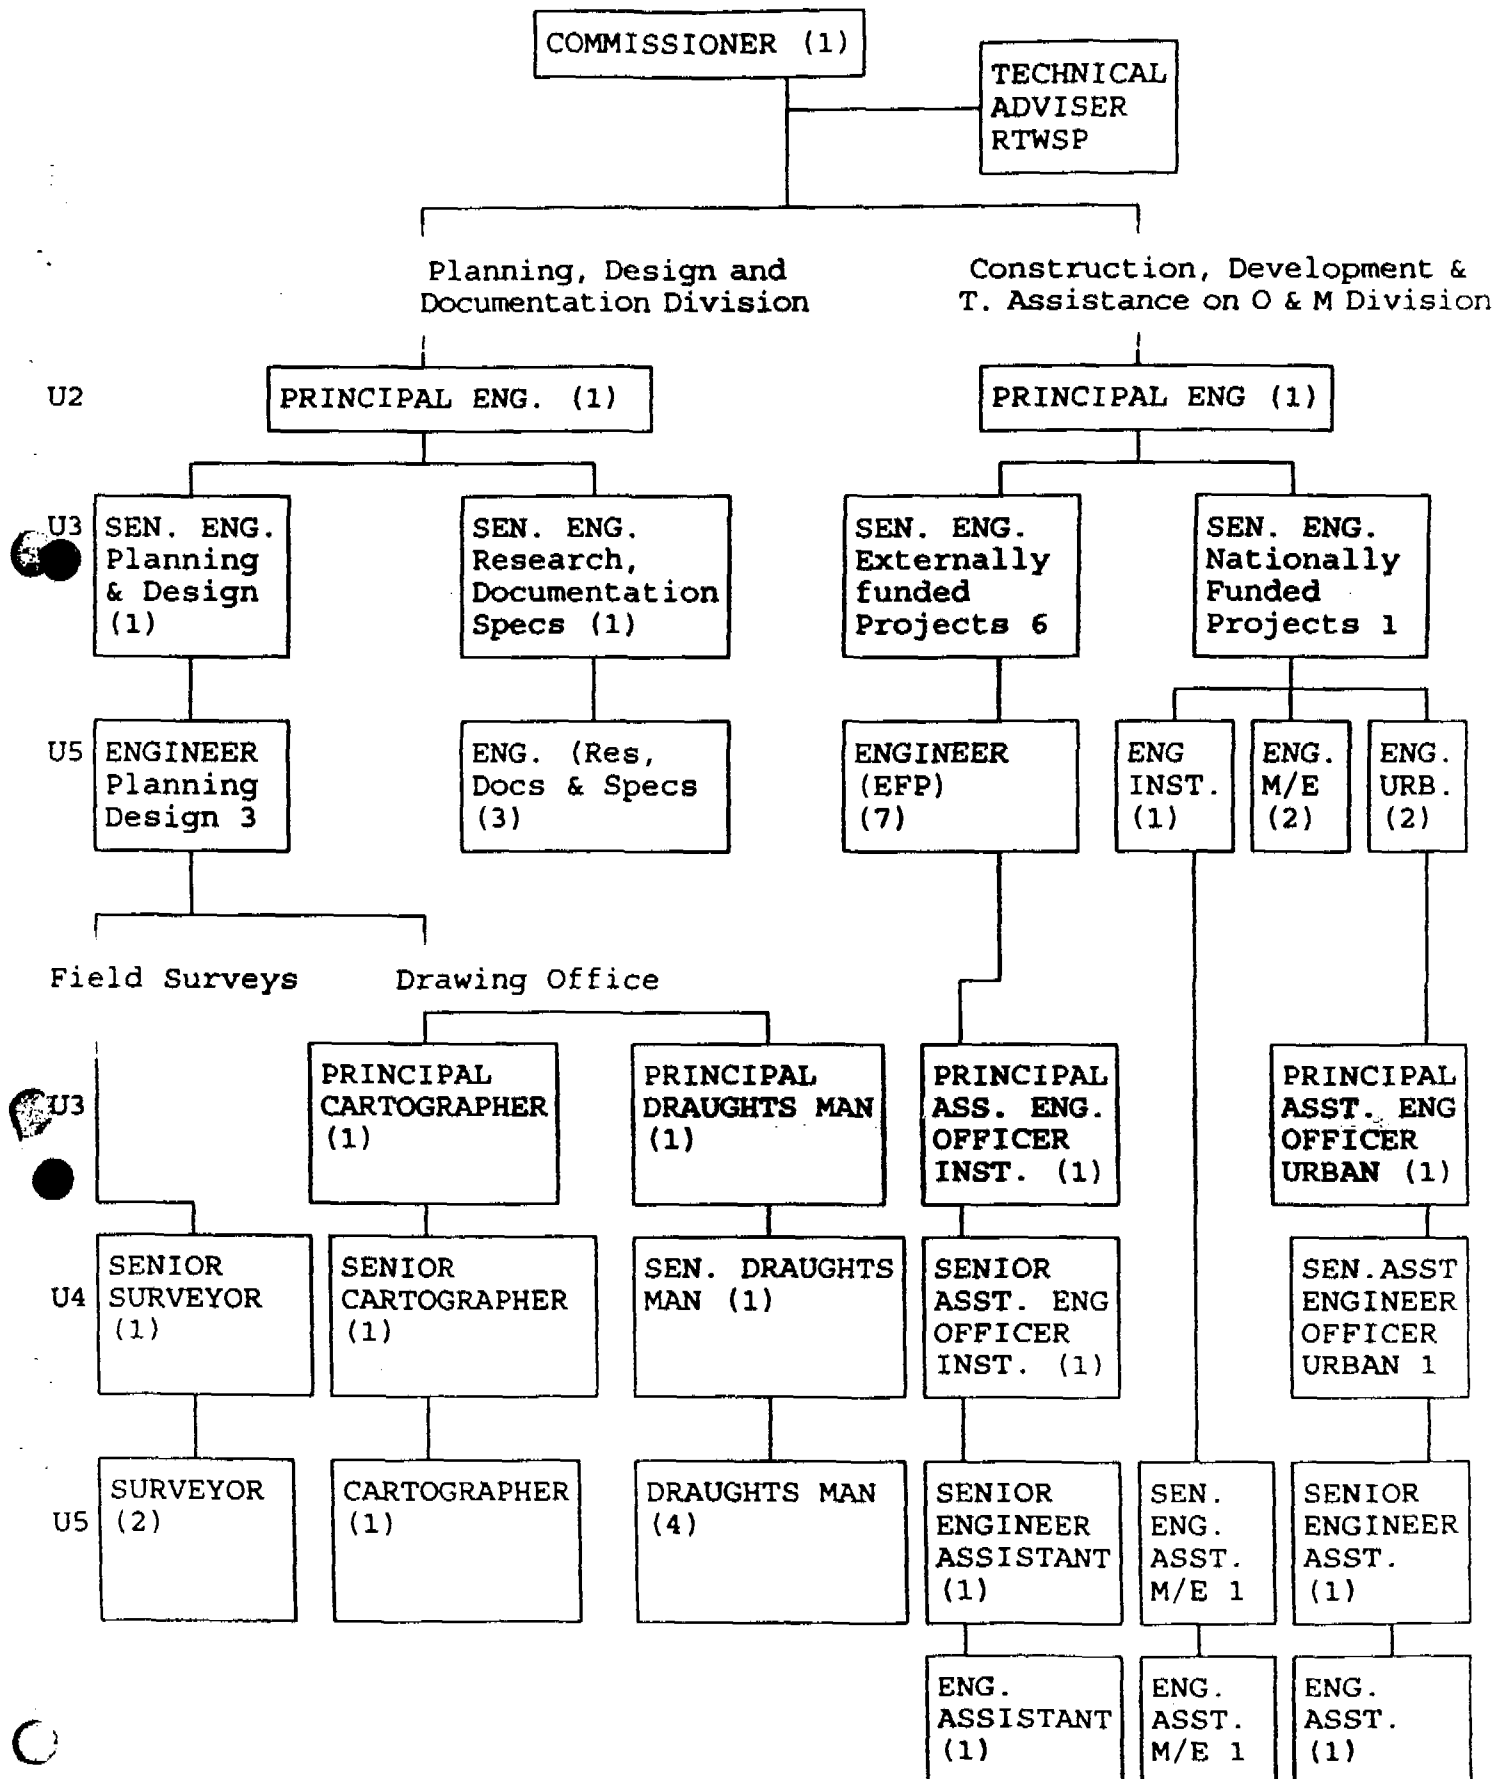 COMMISSIONER (1)
TECHNICAL
ADVISER
RTWSP
Planning, Design and
Documentation Division
Construction, Development &
T. Assistance on O & M Division
U2
PRINCIPAL ENG. (1)
PRINCIPAL ENG (1)
U3
SEN. ENG.
Planning
& Design
(1)
SEN. ENG.
Research,
Documentation
Specs (1)
SEN. ENG.
Externally
funded
Projects 6
SEN. ENG.
Nationally
Funded
Projects 1
U5
ENGINEER
Planning
Design 3
ENG. (Res,
Docs & Specs
(3)
ENGINEER
(EFP)
(7)
ENG
INST.
(1)
ENG.
M/E
(2)
ENG.
URB.
(2)
Field Surveys
Drawing Office
U3
PRINCIPAL
CARTOGRAPHER
(1)
PRINCIPAL
DRAUGHTS MAN
(1)
PRINCIPAL
ASS. ENG.
OFFICER
INST. (1)
PRINCIPAL
ASST. ENG
OFFICER
URBAN (1)
U4
SENIOR
SURVEYOR
(1)
SENIOR
CARTOGRAPHER
(1)
SEN. DRAUGHTS
MAN (1)
SENIOR
ASST. ENG
OFFICER
INST. (1)
SEN.ASST
ENGINEER
OFFICER
URBAN 1
U5
SURVEYOR
(2)
CARTOGRAPHER
(1)
DRAUGHTS MAN
(4)
SENIOR
ENGINEER
ASSISTANT
(1)
SEN.
ENG.
ASST.
M/E 1
SENIOR
ENGINEER
ASST.
(1)
ENG.
ASSISTANT
(1)
ENG.
ASST.
M/E 1
ENG.
ASST.
(1)